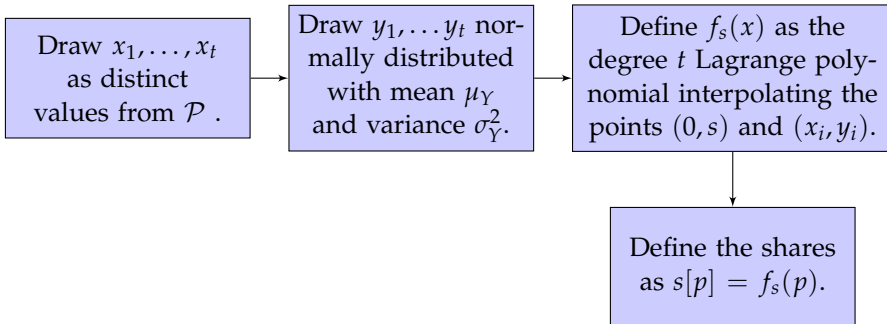 Draw x₁, . . . , xₜ
as distinct
values from 𝒫 .
Draw y₁, . . . yₜ nor-
mally distributed
with mean μ_Y
and variance σ²_Y.
Define fₛ(x) as the
degree t Lagrange poly-
nomial interpolating the
points (0, s) and (xᵢ, yᵢ).
Define the shares
as s[p] = fₛ(p).